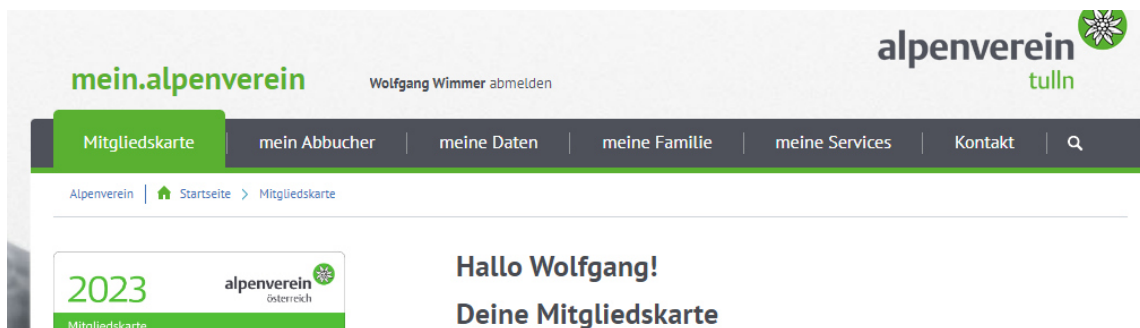 alpenverein
tulln
mein.alpenverein
Wolfgang Wimmer abmelden
Mitgliedskarte
mein Abbucher
meine Daten
meine Familie
meine Services
Kontakt
Alpenverein
Startseite > Mitgliedskarte
2023
alpenverein
österreich
Mitgliedskarte
Hallo Wolfgang!
Deine Mitgliedskarte